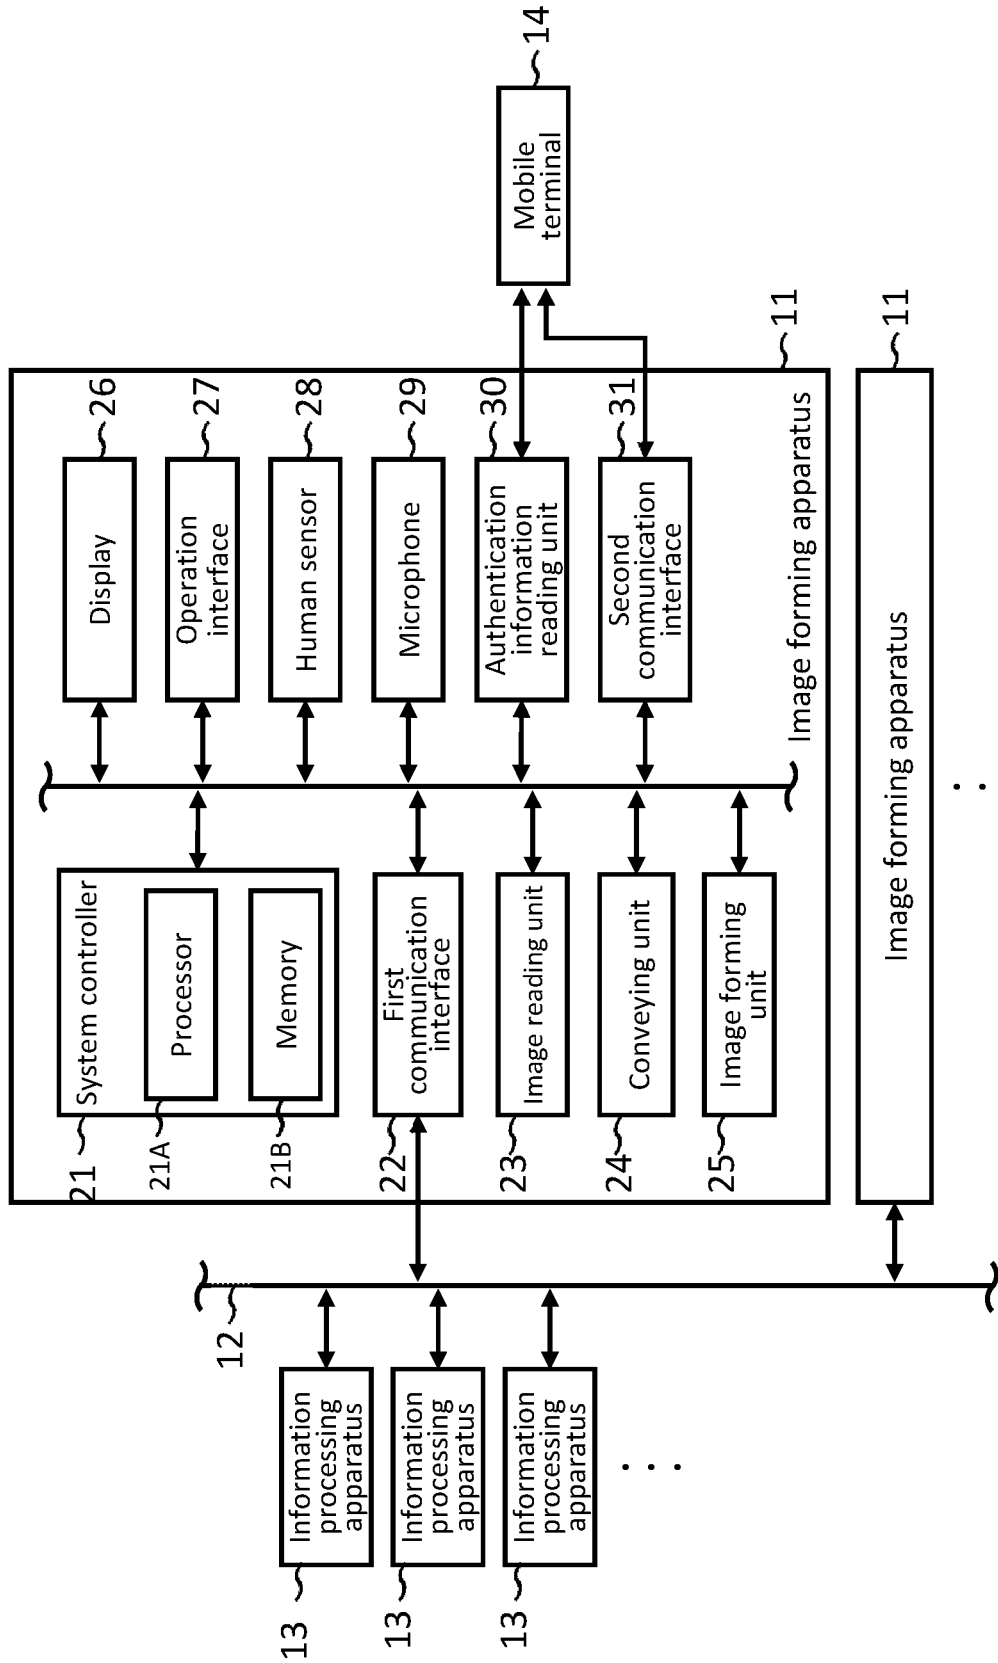 14
Mobile
terminal
11
11
26
27
28
29
30
31
Display
Operation
interface
Human sensor
Microphone
Authentication
information
reading unit
Second
communication
interface
Image forming apparatus
Image forming apparatus
. .
System controller
Processor
Memory
First
communication
interface
Image reading unit
Conveying unit
Image forming
unit
21
21A
21B
22
23
24
25
12
Information
processing
apparatus
Information
processing
apparatus
Information
processing
apparatus
. . .
13
13
13